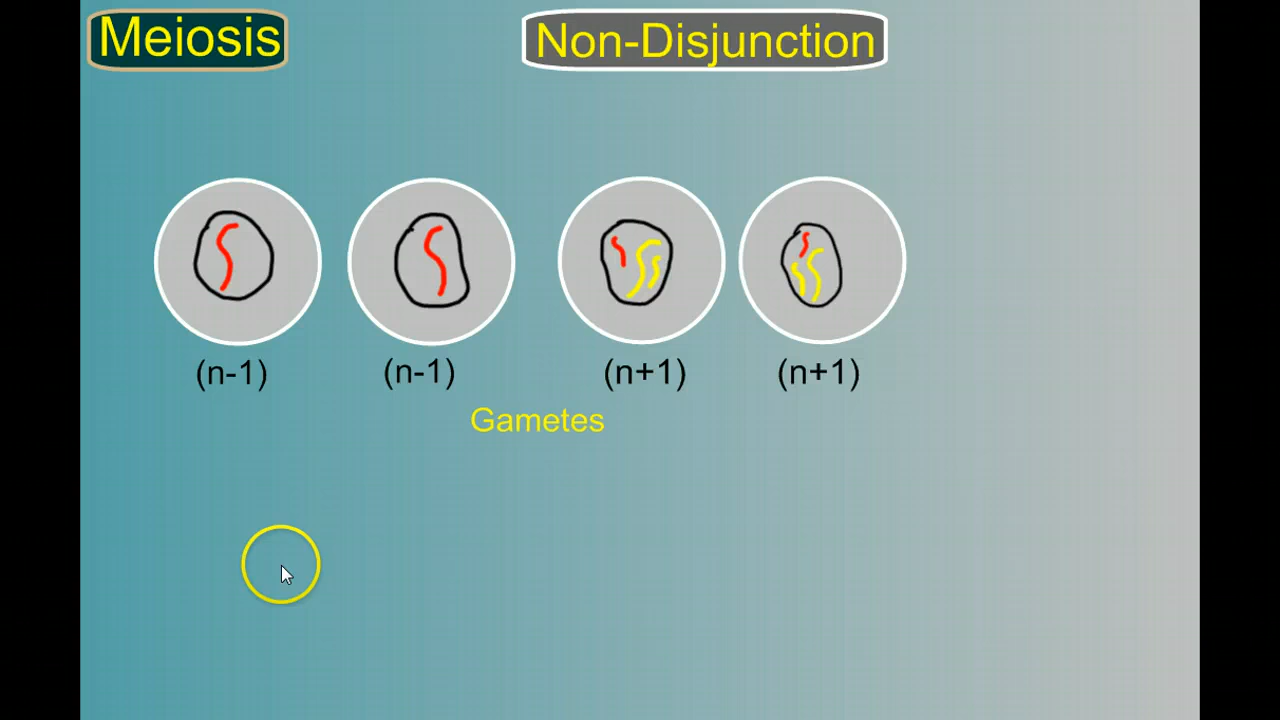 Meiosis
Non-Disjunction
(n-1) (n-1) (n+1) (n+1)
Gametes